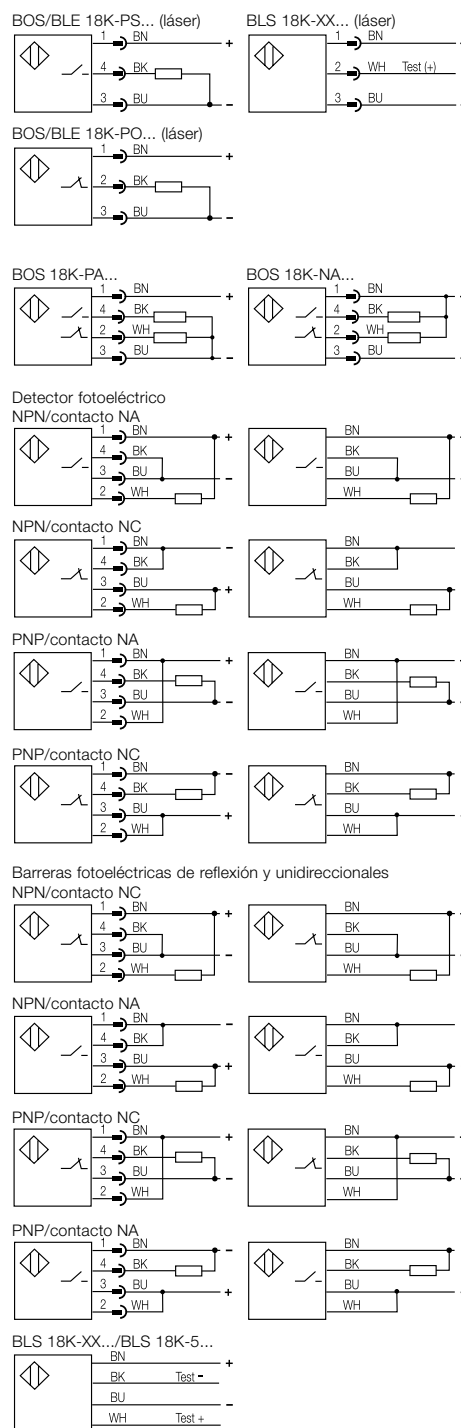 BOS/BLE 18K-PS... (láser)
1 BN +
4 BK
3 BU -
BLS 18K-XX... (láser)
1 BN
2 WH Test (+)
3 BU
BOS/BLE 18K-PO... (láser)
1 BN +
2 BK
3 BU -
BOS 18K-PA...
1 BN +
4 BK
2 WH
3 BU -
BOS 18K-NA...
1 BN
4 BK
2 WH
3 BU
Detector fotoeléctrico
NPN/contacto NA
1 BN +
4 BK
3 BU -
2 WH
BN
BK
BU
WH
NPN/contacto NC
1 BN -
4 BK
3 BU +
2 WH
BN
BK
BU
WH
PNP/contacto NA
1 BN +
4 BK
3 BU -
2 WH
BN
BK
BU
WH
PNP/contacto NC
1 BN -
4 BK
3 BU +
2 WH
BN
BK
BU
WH
Barreras fotoeléctricas de reflexión y unidireccionales
NPN/contacto NC
1 BN +
4 BK
3 BU -
2 WH
BN
BK
BU
WH
NPN/contacto NA
1 BN -
4 BK
3 BU +
2 WH
BN
BK
BU
WH
PNP/contacto NC
1 BN +
4 BK
3 BU -
2 WH
BN
BK
BU
WH
PNP/contacto NA
1 BN -
4 BK
3 BU +
2 WH
BN
BK
BU
WH
BLS 18K-XX.../BLS 18K-5...
BN +
BK Test -
BU -
WH Test +